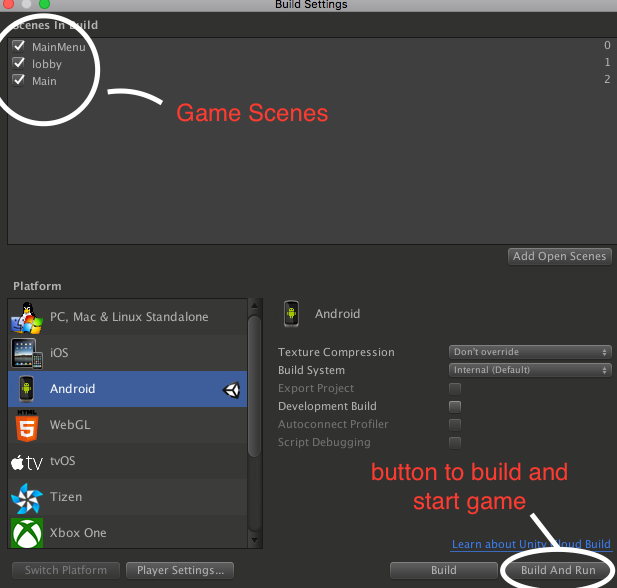 Build Settings
Scenes In Build
MainMenu 0
lobby 1
Main 2
Game Scenes
Add Open Scenes
Platform
PC, Mac & Linux Standalone
iOS
Android
HTML
5
WebGL
tv
tvOS
Tizen
Xbox One
Android
Texture Compression Don't override
Build System Internal (Default)
Export Project
Development Build
Autoconnect Profiler
Script Debugging
button to build and
start game
Learn about Unity Cloud Build
Switch Platform Player Settings... Build Build And Run